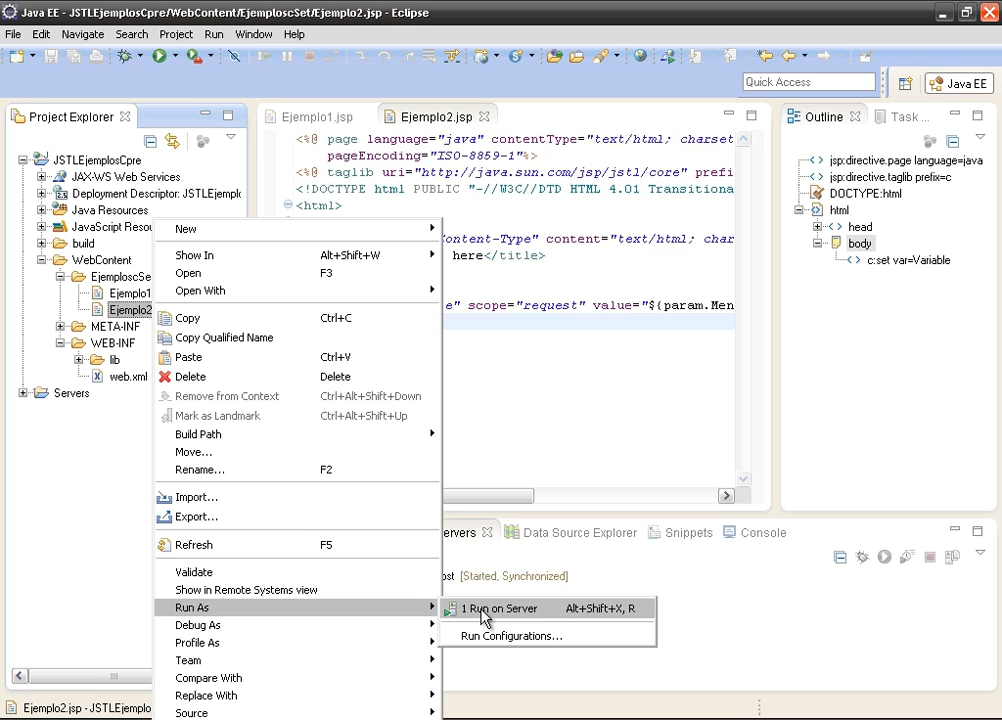 Java EE - JSTLEjemplosCpre/WebContent/EjemploscSet/Ejemplo2.jsp - Eclipse
File Edit Navigate Search Project Run Window Help
Quick Access
Java EE
Project Explorer
JSTLEjemplosCpre
JAX-WS Web Services
Deployment Descriptor: JSTLEjempl
Java Resources
JavaScript Resou
build
WebContent
EjemploscSe
Ejemplo1
Ejemplo2
META-INF
WEB-INF
lib
web.xml
Servers
New
Show In Alt+Shift+W
Open F3
Open With
Copy Ctrl+C
Copy Qualified Name
Paste Ctrl+V
Delete Delete
Remove from Context Ctrl+Alt+Shift+Down
Mark as Landmark Ctrl+Alt+Shift+Up
Build Path
Move...
Rename... F2
Import...
Export...
Refresh F5
Validate
Show in Remote Systems view
Run As
Debug As
Profile As
Team
Compare With
Replace With
Source
1 Run on Server Alt+Shift+X, R
Run Configurations...
Ejemplo1.jsp Ejemplo2.jsp
<%@ page language="java" contentType="text/html; charset
pageEncoding="ISO-8859-1"%>
<%@ taglib uri="http://java.sun.com/jsp/jstl/core" prefi
<!DOCTYPE html PUBLIC "-//W3C//DTD HTML 4.01 Transitiona
<html>
Content-Type" content="text/html; char
here</title>
e" scope="request" value="${param.Men
ervers Data Source Explorer Snippets Console
ost [Started, Synchronized]
Outline Task ...
jsp:directive.page language=java
jsp:directive.taglib prefix=c
DOCTYPE:html
html
head
body
c:set var=Variable
Ejemplo2.jsp - JSTLEjemplo